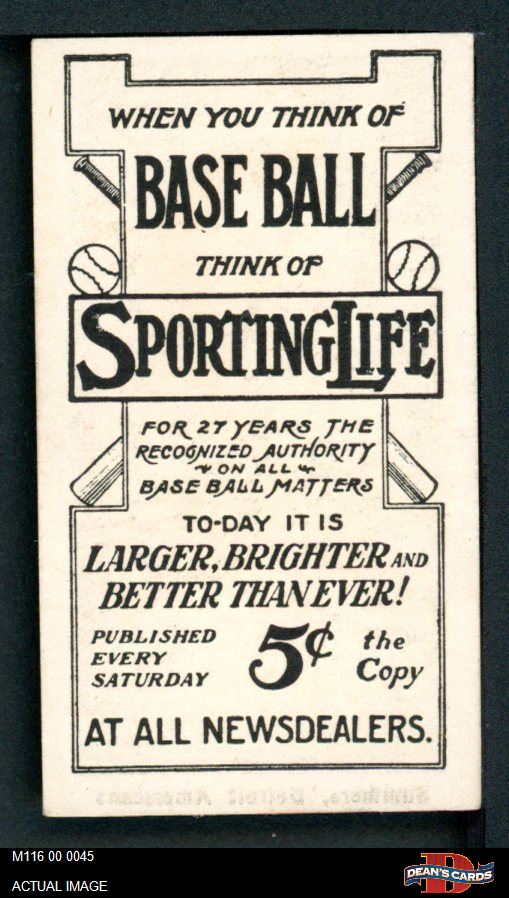 WHEN YOU THINK OF
BASE BALL
THINK OF
SPORTING LIFE
FOR 27 YEARS THE
RECOGNIZED AUTHORITY
ON ALL
BASE BALL MATTERS
TO-DAY IT IS
LARGER, BRIGHTER AND
BETTER THAN EVER!
PUBLISHED
EVERY
SATURDAY
5¢
the
Copy
AT ALL NEWSDEALERS.
Detroit Americans
M116 00 0045
ACTUAL IMAGE
D
DEAN'S CARDS